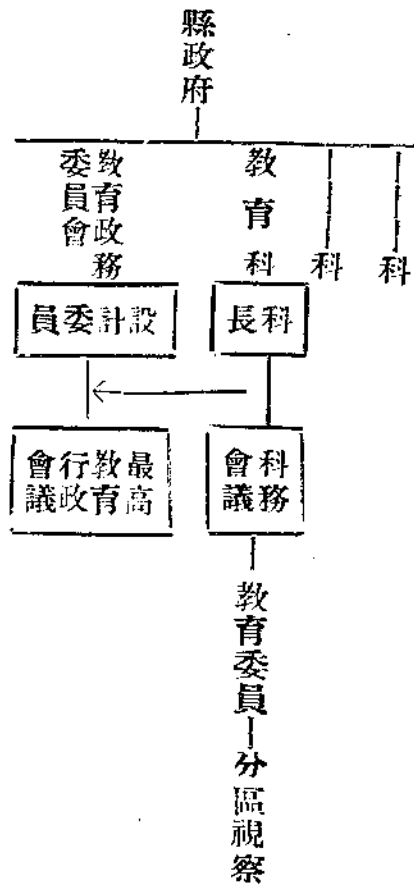 縣政府
科
科
教育科
科長
科務
會議
教育委員
分區視察
教育政務
委員會
設計委員
最高
教育
行政
會議